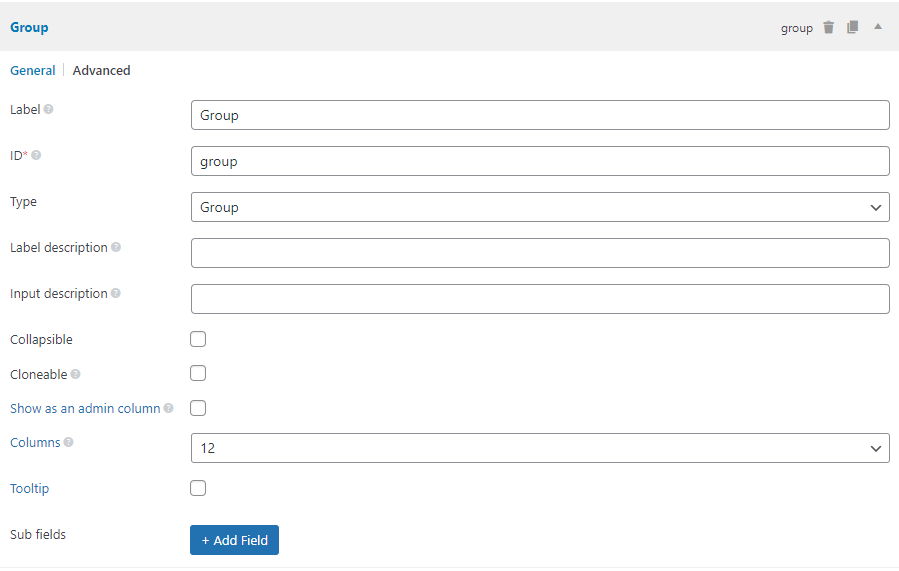 Group group
General Advanced
Label Group
ID* group
Type Group
Label description
Input description
Collapsible
Cloneable
Show as an admin column
Columns 12
Tooltip
Sub fields + Add Field